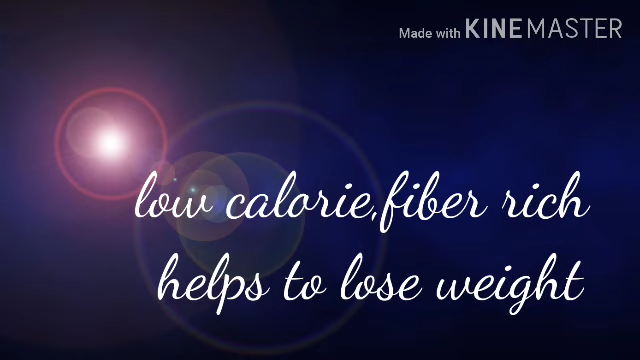 Made with KINEMASTER
low calorie,fiber rich
helps to lose weight